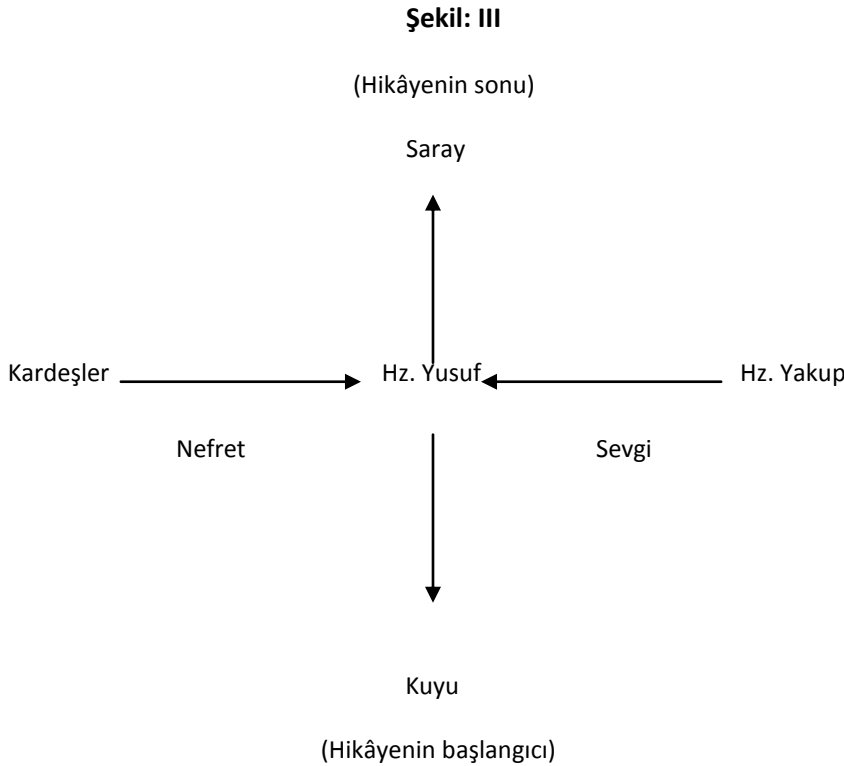 Şekil: III
(Hikâyenin sonu)
Saray
Kardeşler Hz. Yusuf Hz. Yakup
Nefret Sevgi
Kuyu
(Hikâyenin başlangıcı)